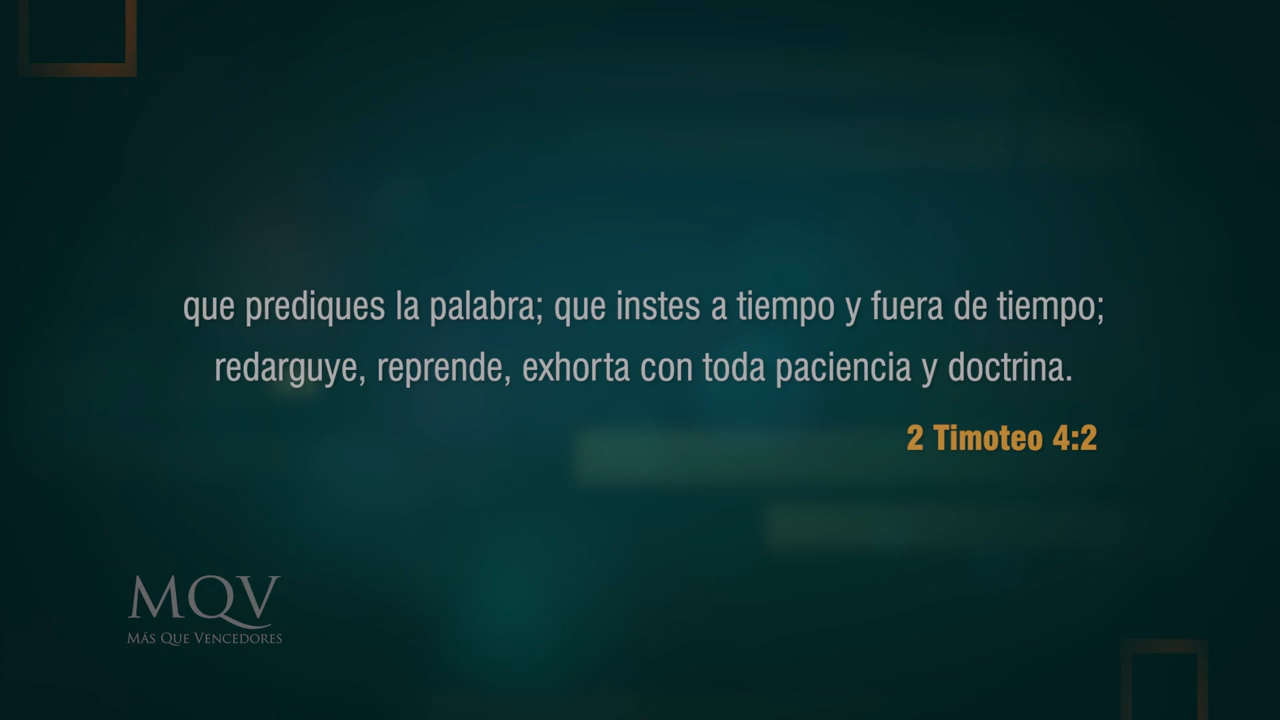 que prediques la palabra; que instes a tiempo y fuera de tiempo;
redarguye, reprende, exhorta con toda paciencia y doctrina.
2 Timoteo 4:2
MQV
MÁS QUE VENCEDORES